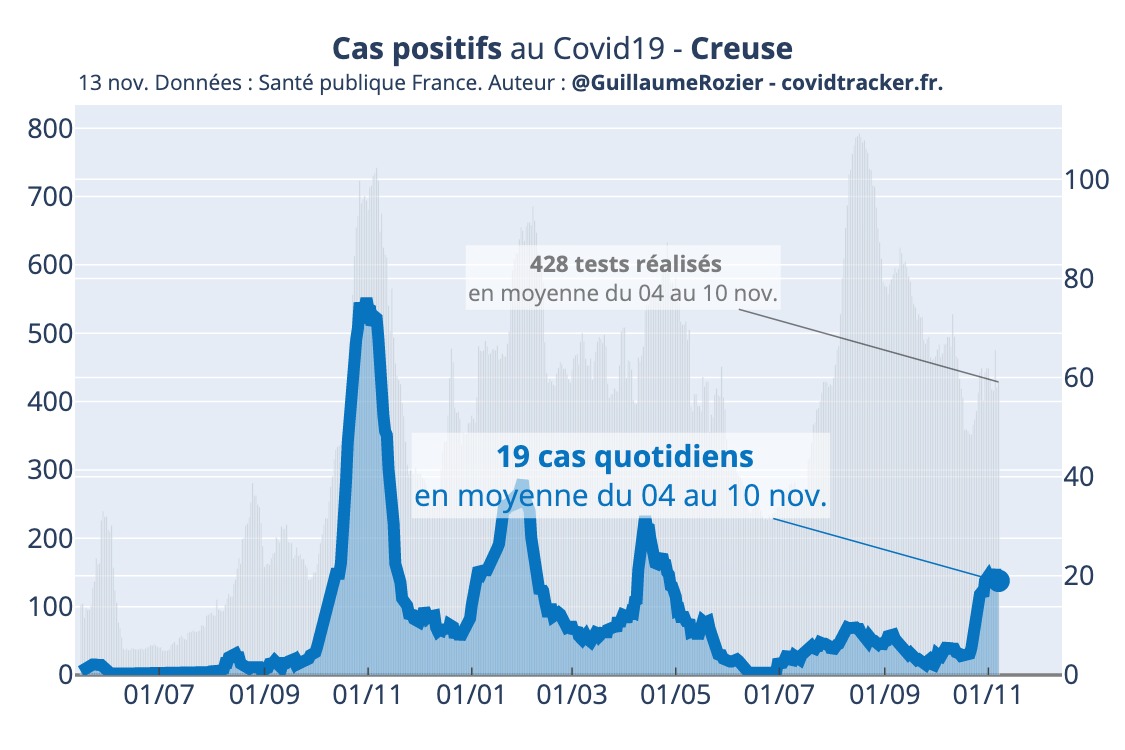 Cas positifs au Covid19 - Creuse
13 nov. Données : Santé publique France. Auteur : @GuillaumeRozier - covidtracker.fr.
800
700
600
500
400
300
200
100
0
100
80
60
40
20
0
428 tests réalisés
en moyenne du 04 au 10 nov.
19 cas quotidiens
en moyenne du 04 au 10 nov.
01/07 01/09 01/11 01/01 01/03 01/05 01/07 01/09 01/11